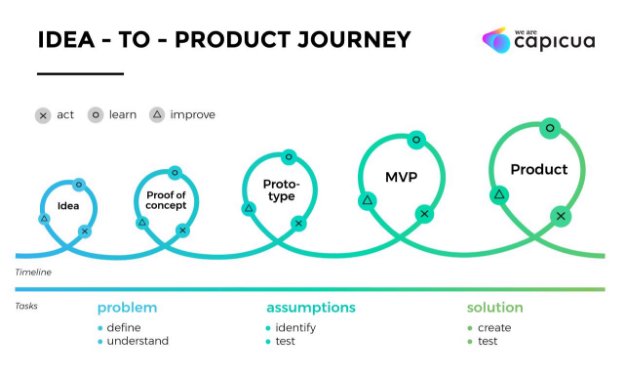 IDEA - TO - PRODUCT JOURNEY
we are
capicua
act
learn
improve
Idea
Proof of
concept
Proto-
type
MVP
Product
Timeline
Tasks
problem
• define
• understand
assumptions
• identify
• test
solution
• create
• test